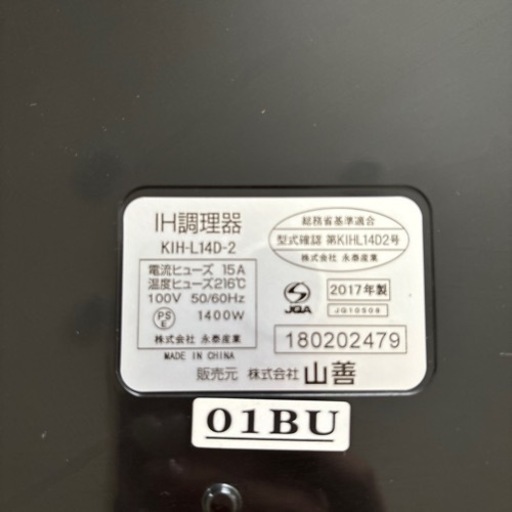 IH調理器
KIH-L14D-2
電流ヒューズ 15A
温度ヒューズ216℃
100V 50/60Hz
PS
E
1400W
株式会社 永泰産業
MADE IN CHINA
総務省基準適合
型式確認 第KIHL14D2号
株式会社 永泰産業
JQA
2017年製
JG10509
180202479
販売元 株式会社 山善
01BU